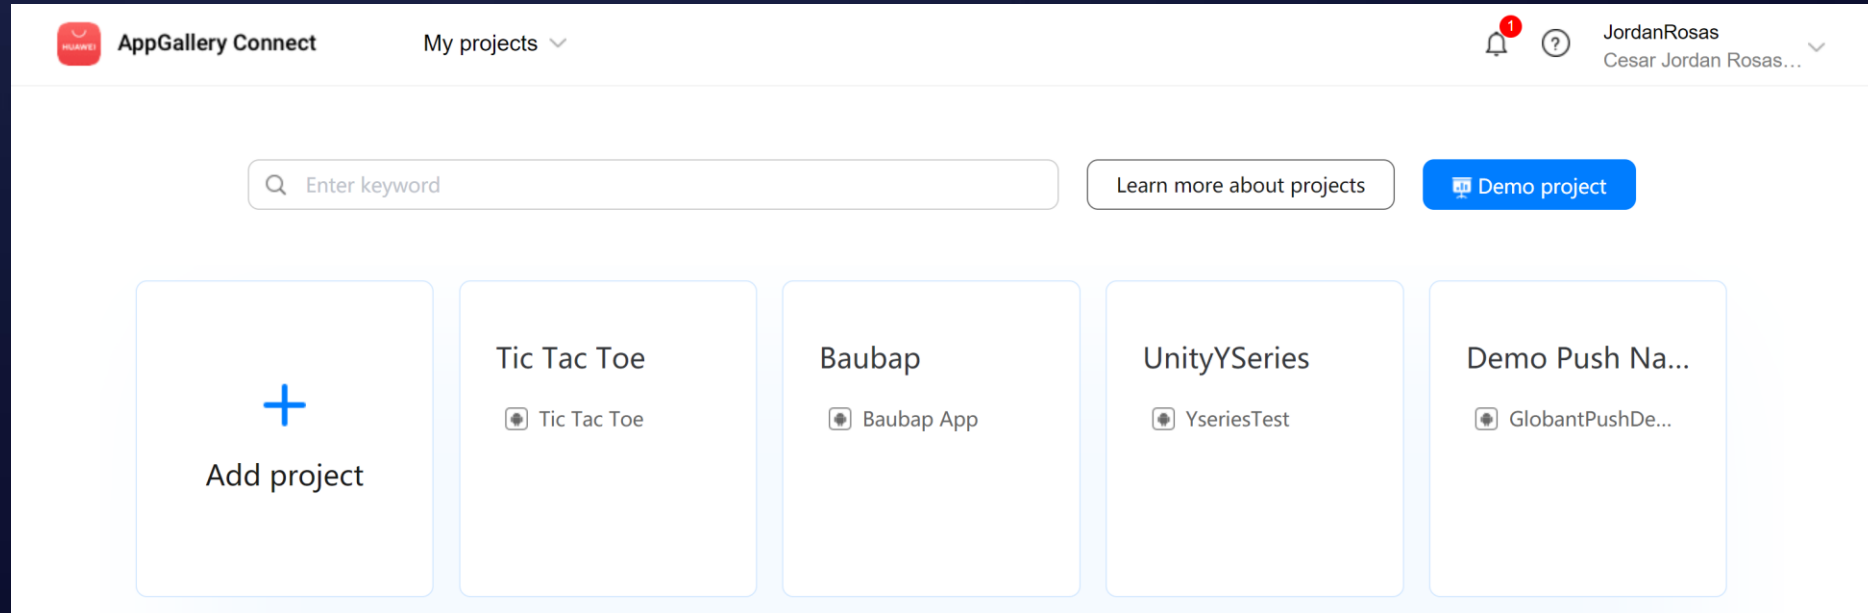 HUAWEI
AppGallery Connect
My projects
1
?
JordanRosas
Cesar Jordan Rosas...
Enter keyword
Learn more about projects
Demo project
Add project
Tic Tac Toe
Tic Tac Toe
Baubap
Baubap App
UnityYSeries
YseriesTest
Demo Push Na...
GlobantPushDe...